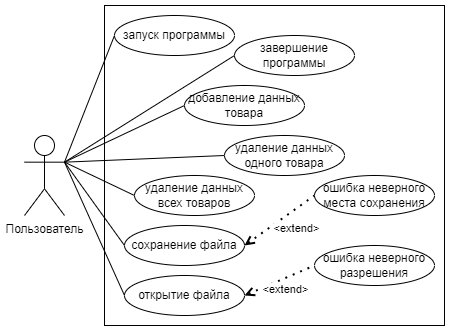 запуск программы
завершение
программы
добавление данных
товара
удаление данных
одного товара
удаление данных
всех товаров
ошибка неверного
места сохранения
Пользователь
<extend>
сохранение файла
ошибка неверного
разрешения
<extend>
открытие файла